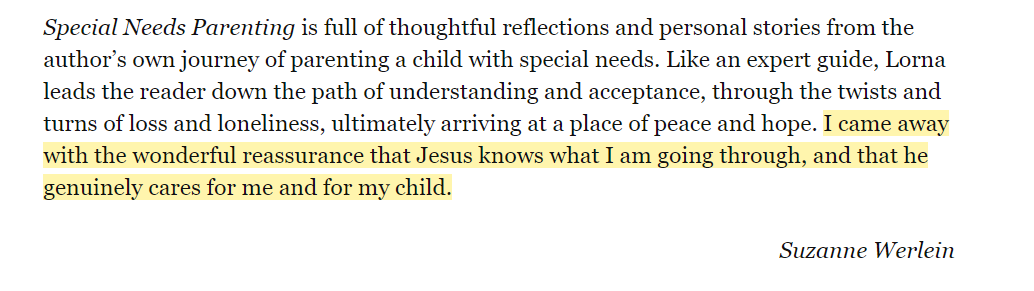 Special Needs Parenting is full of thoughtful reflections and personal stories from the
author’s own journey of parenting a child with special needs. Like an expert guide, Lorna
leads the reader down the path of understanding and acceptance, through the twists and
turns of loss and loneliness, ultimately arriving at a place of peace and hope. I came away
with the wonderful reassurance that Jesus knows what I am going through, and that he
genuinely cares for me and for my child.
Suzanne Werlein